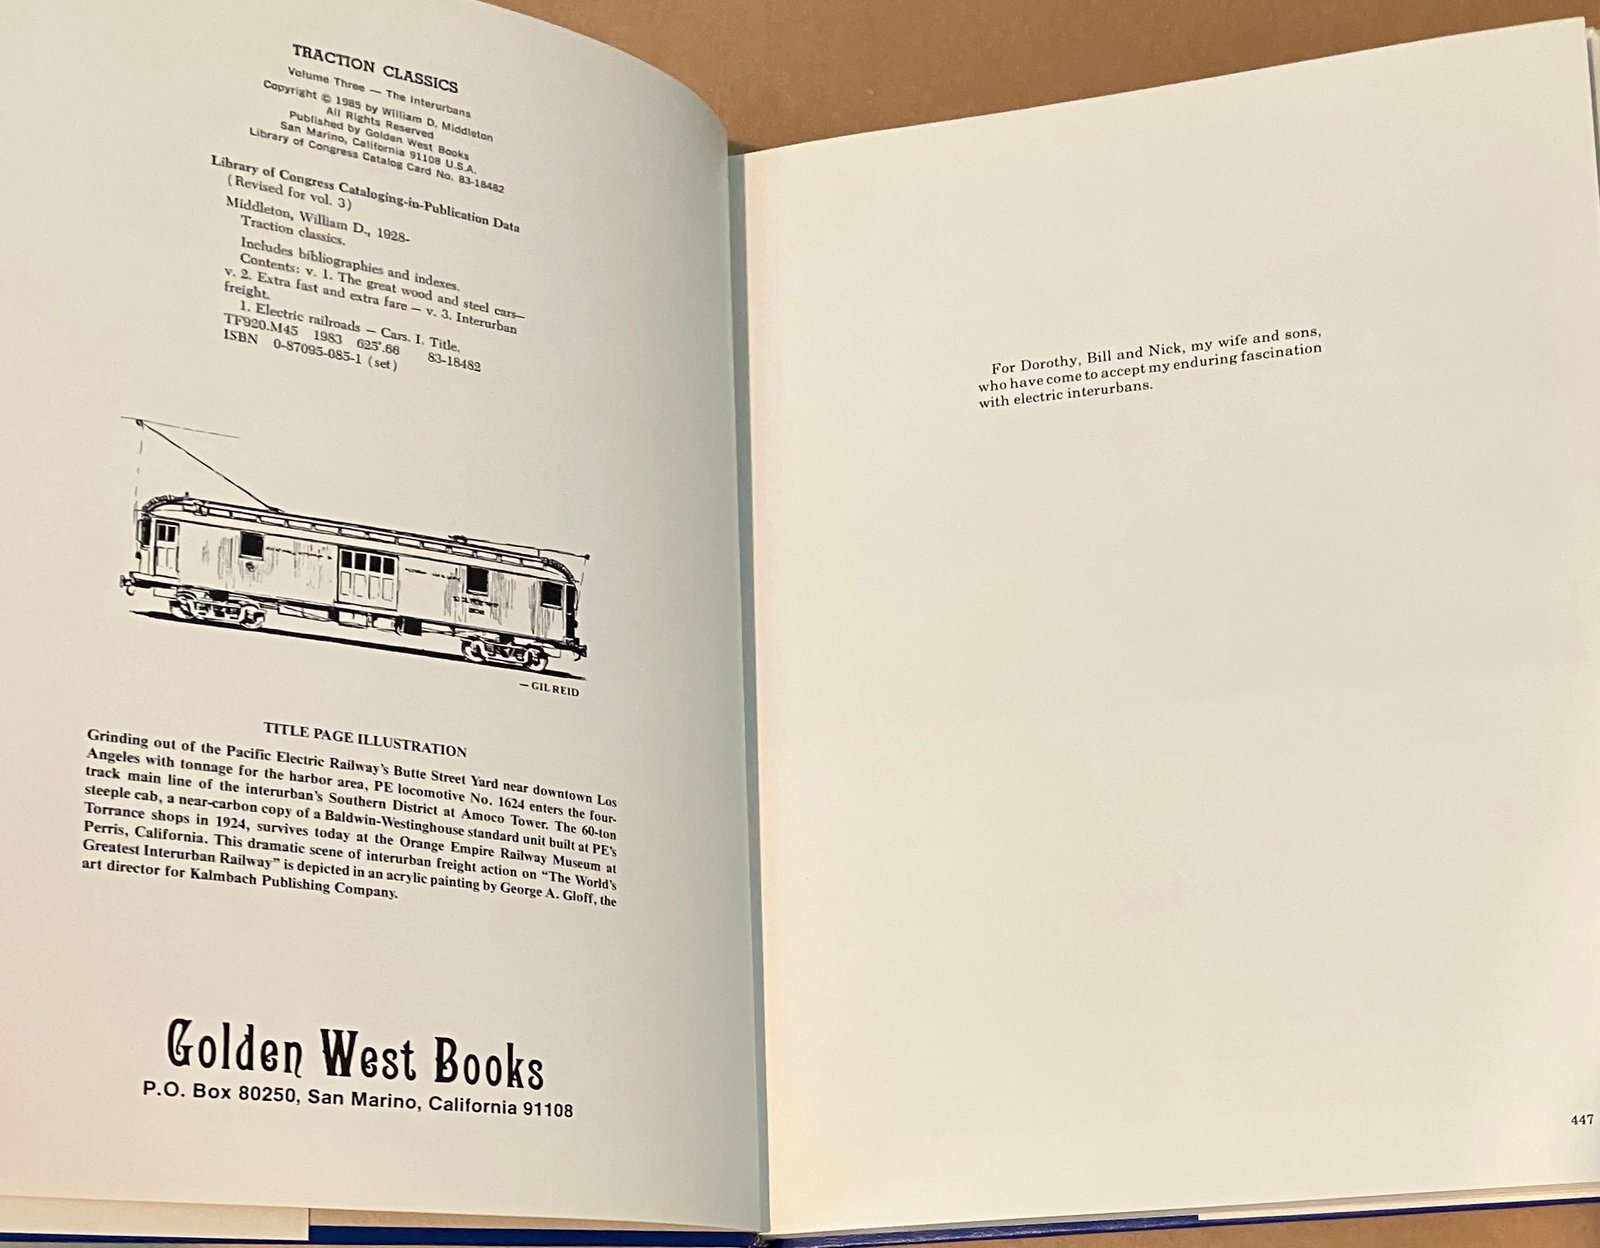 TRACTION CLASSICS
Volume Three — The Interurbans
Copyright © 1985 by William D. Middleton
All Rights Reserved
Published by Golden West Books
San Marino, California 91108 U.S.A.
Library of Congress Catalog Card No. 83-18482
Library of Congress Cataloging-in-Publication Data
(Revised for vol. 3)
Middleton, William D., 1928-
Traction classics.
Includes bibliographies and indexes.
Contents: v. 1. The great wood and steel cars—
v. 2. Extra fast and extra fare — v. 3. Interurban
freight.
1. Electric railroads — Cars. I. Title.
TF920.M45 1983 625'.66 83-18482
ISBN 0-87095-085-1 (set)
— GIL REID
TITLE PAGE ILLUSTRATION
Grinding out of the Pacific Electric Railway's Butte Street Yard near downtown Los
Angeles with tonnage for the harbor area, PE locomotive No. 1624 enters the four-
track main line of the interurban's Southern District at Amoco Tower. The 60-ton
steeple cab, a near-carbon copy of a Baldwin-Westinghouse standard unit built at PE's
Torrance shops in 1924, survives today at the Orange Empire Railway Museum at
Perris, California. This dramatic scene of interurban freight action on "The World's
Greatest Interurban Railway" is depicted in an acrylic painting by George A. Gloff, the
art director for Kalmbach Publishing Company.
Golden West Books
P.O. Box 80250, San Marino, California 91108
For Dorothy, Bill and Nick, my wife and sons,
who have come to accept my enduring fascination
with electric interurbans.
447